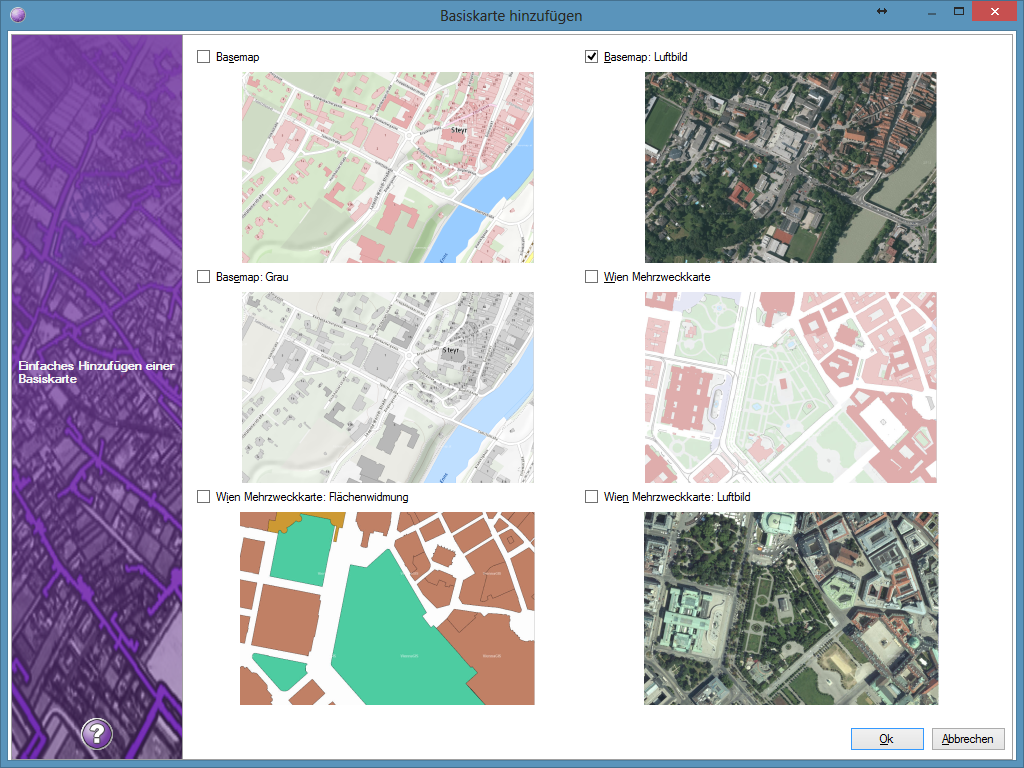 Basiskarte hinzufügen
Einfaches Hinzufügen einer
Basiskarte
Basemap
Basemap: Luftbild
Steyr
Basemap: Grau
Wien Mehrzweckkarte
Steyr
Wien Mehrzweckkarte: Flächenwidmung
Wien Mehrzweckkarte: Luftbild
?
Ok
Abbrechen